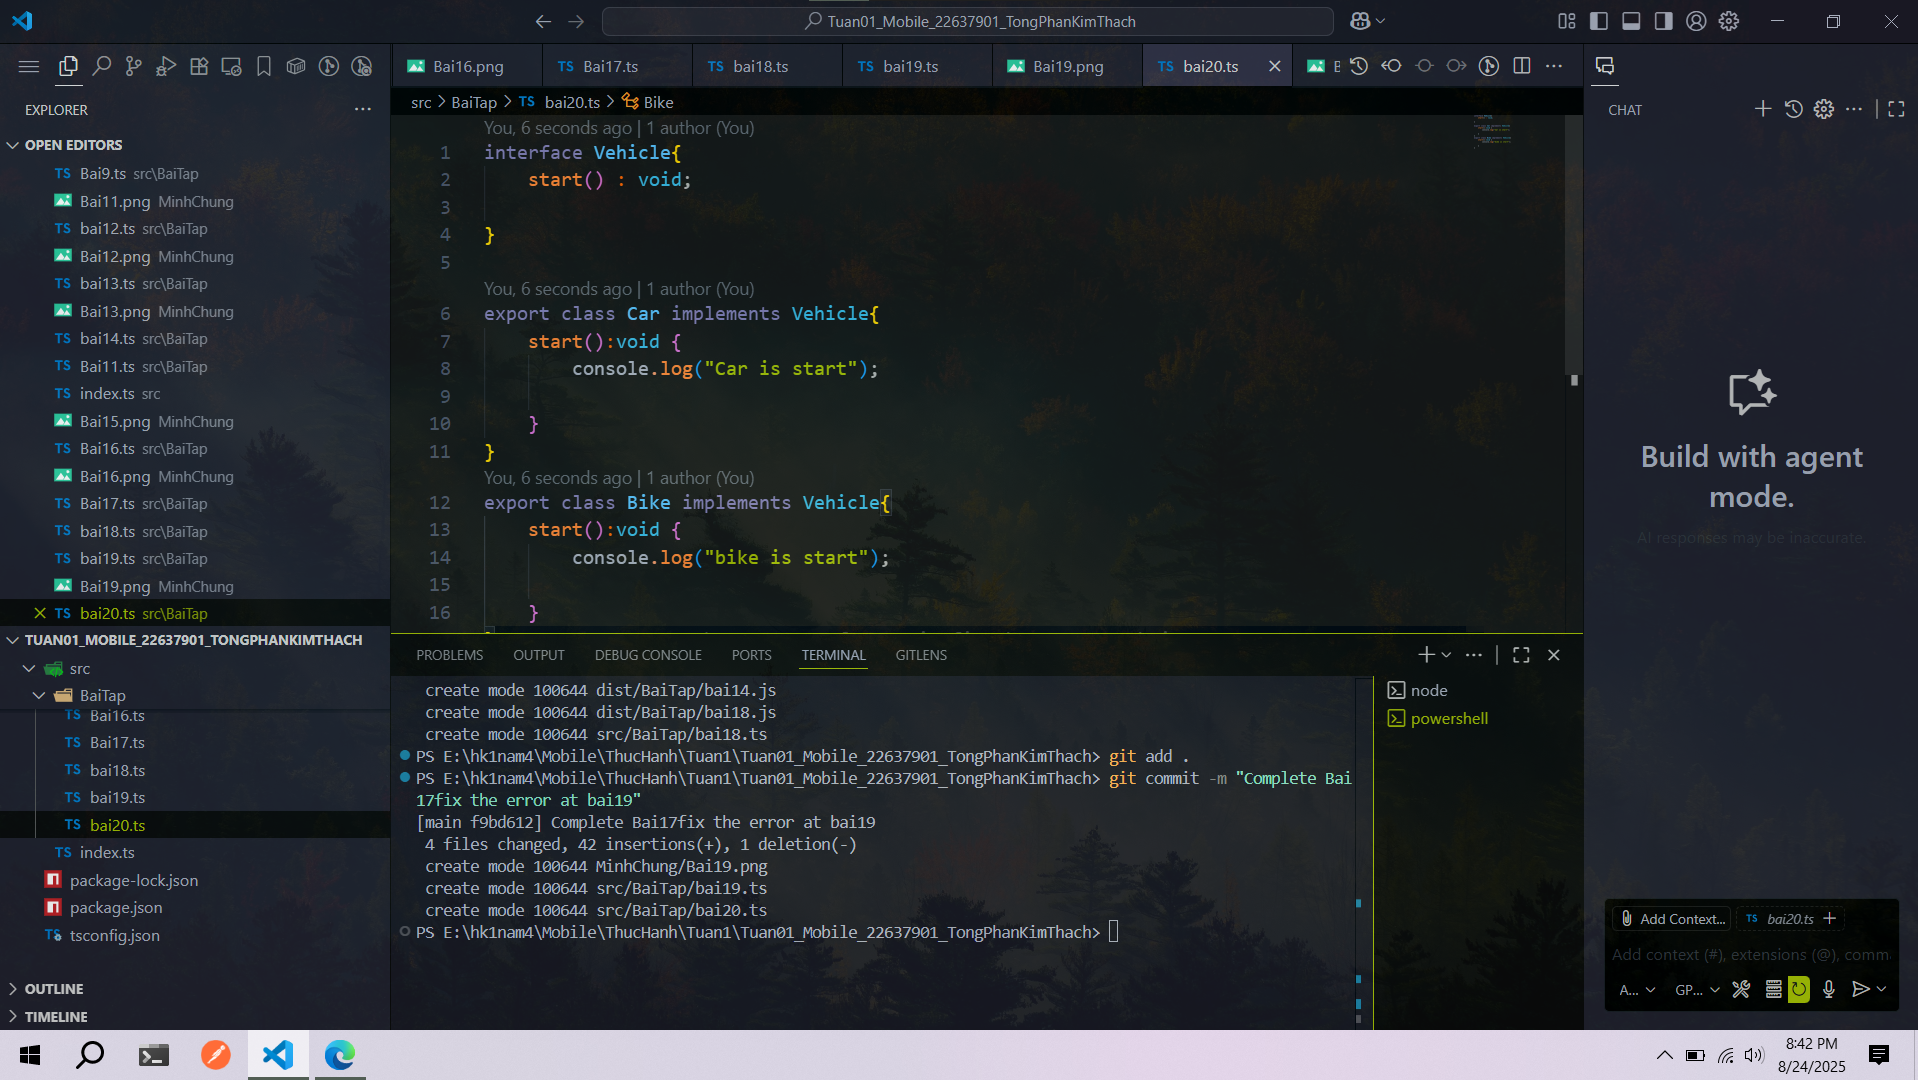 Tuan01_Mobile_22637901_TongPhanKimThach
EXPLORER
OPEN EDITORS
TS Bai9.ts src\BaiTap
Bai11.png MinhChung
TS bai12.ts src\BaiTap
Bai12.png MinhChung
TS bai13.ts src\BaiTap
Bai13.png MinhChung
TS bai14.ts src\BaiTap
TS Bai11.ts src\BaiTap
TS index.ts src
Bai15.png MinhChung
TS Bai16.ts src\BaiTap
Bai16.png MinhChung
TS Bai17.ts src\BaiTap
TS bai18.ts src\BaiTap
TS bai19.ts src\BaiTap
Bai19.png MinhChung
TS bai20.ts src\BaiTap
TUAN01_MOBILE_22637901_TONGPHANKIMTHACH
src
BaiTap
TS Bai16.ts
TS Bai17.ts
TS bai18.ts
TS bai19.ts
TS bai20.ts
TS index.ts
package-lock.json
package.json
TS tsconfig.json
OUTLINE
TIMELINE
Bai16.png TS Bai17.ts TS bai18.ts TS bai19.ts Bai19.png TS bai20.ts
src > BaiTap > TS bai20.ts > Bike
You, 6 seconds ago | 1 author (You)
1 interface Vehicle{
2 start() : void;
3
4 }
5
You, 6 seconds ago | 1 author (You)
6 export class Car implements Vehicle{
7 start():void {
8 console.log("Car is start");
9
10 }
11 }
You, 6 seconds ago | 1 author (You)
12 export class Bike implements Vehicle{
13 start():void {
14 console.log("bike is start");
15
16 }
PROBLEMS OUTPUT DEBUG CONSOLE PORTS TERMINAL GITLENS
create mode 100644 dist/BaiTap/bai14.js
create mode 100644 dist/BaiTap/bai18.js
create mode 100644 src/BaiTap/bai18.ts
PS E:\hk1nam4\Mobile\ThucHanh\Tuan1\Tuan01_Mobile_22637901_TongPhanKimThach> git add .
PS E:\hk1nam4\Mobile\ThucHanh\Tuan1\Tuan01_Mobile_22637901_TongPhanKimThach> git commit -m "Complete Bai
17fix the error at bai19"
[main f9bd612] Complete Bai17fix the error at bai19
4 files changed, 42 insertions(+), 1 deletion(-)
create mode 100644 MinhChung/Bai19.png
create mode 100644 src/BaiTap/bai19.ts
create mode 100644 src/BaiTap/bai20.ts
PS E:\hk1nam4\Mobile\ThucHanh\Tuan1\Tuan01_Mobile_22637901_TongPhanKimThach>
node
powershell
CHAT
Build with agent
mode.
AI responses may be inaccurate.
Add Context... TS bai20.ts
Add context (#), extensions (@), comm
A... GP...
8:42 PM
8/24/2025